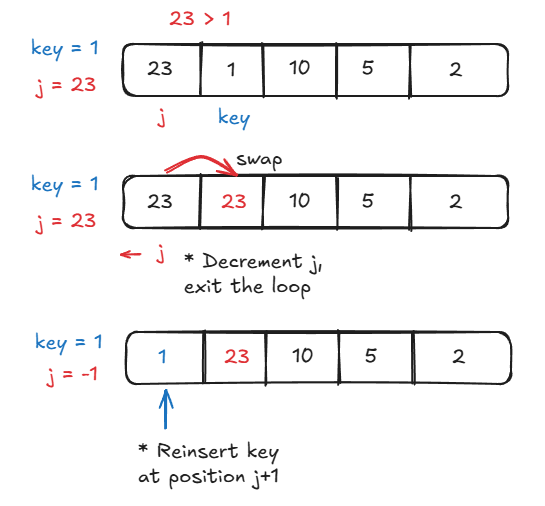 23 > 1
key = 1
23 1 10 5 2
j = 23
j key
swap
key = 1
23 23 10 5 2
j = 23
j * Decrement j,
exit the loop
key = 1
1 23 10 5 2
j = -1
* Reinsert key
at position j+1